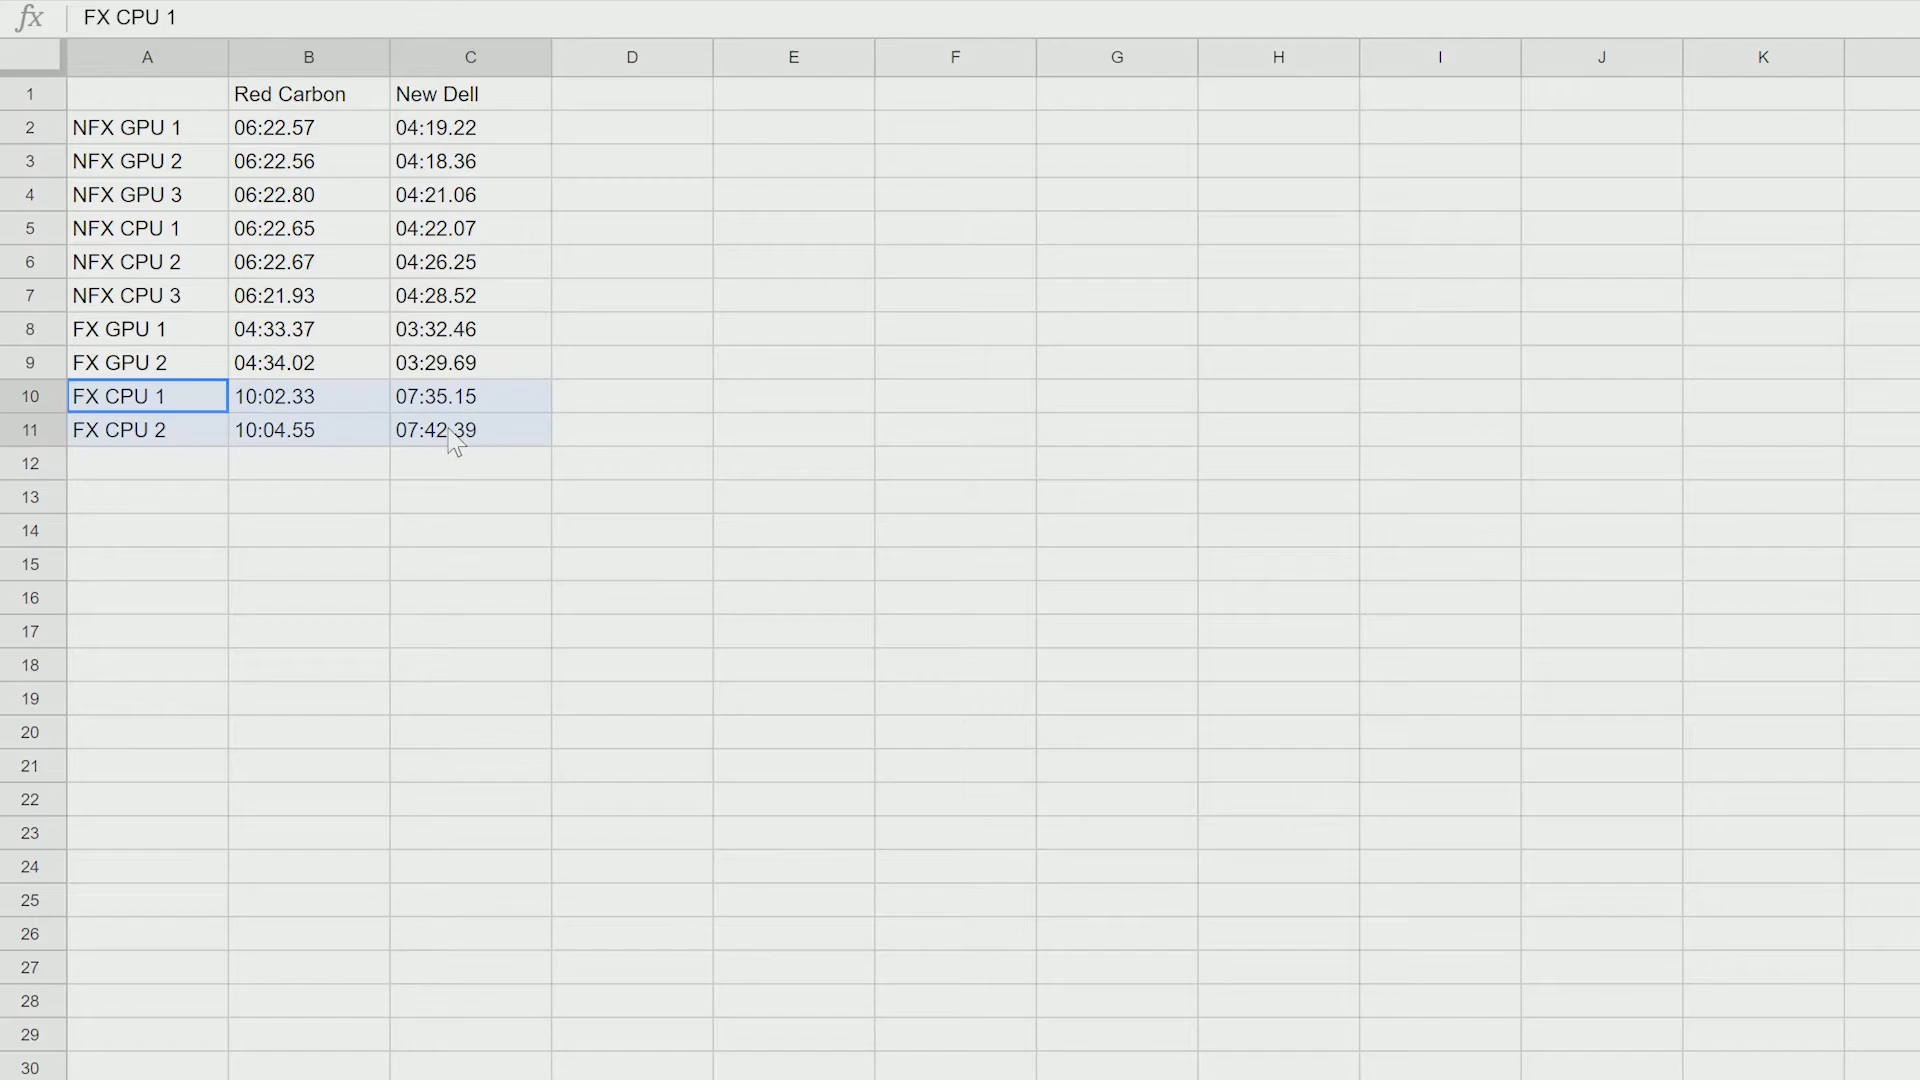 fx FX CPU 1
A B C D E F G H I J K
1 Red Carbon New Dell
2 NFX GPU 1 06:22.57 04:19.22
3 NFX GPU 2 06:22.56 04:18.36
4 NFX GPU 3 06:22.80 04:21.06
5 NFX CPU 1 06:22.65 04:22.07
6 NFX CPU 2 06:22.67 04:26.25
7 NFX CPU 3 06:21.93 04:28.52
8 FX GPU 1 04:33.37 03:32.46
9 FX GPU 2 04:34.02 03:29.69
10 FX CPU 1 10:02.33 07:35.15
11 FX CPU 2 10:04.55 07:42.39
12
13
14
15
16
17
18
19
20
21
22
23
24
25
26
27
28
29
30